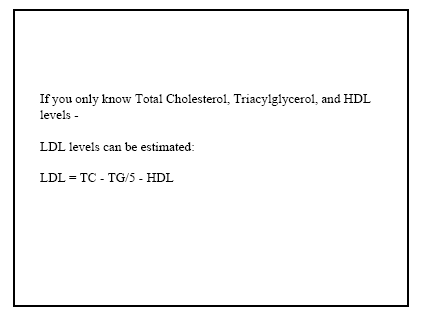 If you only know Total Cholesterol, Triacylglycerol, and HDL
levels -
LDL levels can be estimated:
LDL = TC - TG/5 - HDL